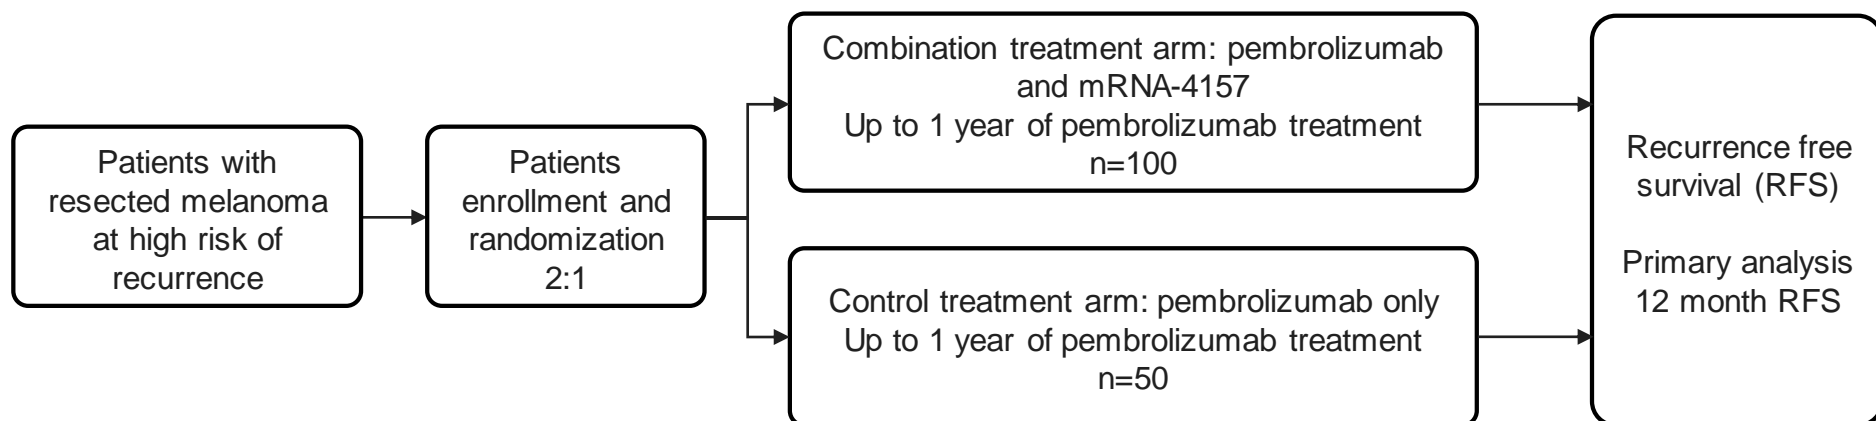 Patients with
resected melanoma
at high risk of
recurrence
Patients
enrollment and
randomization
2:1
Combination treatment arm: pembrolizumab
and mRNA-4157
Up to 1 year of pembrolizumab treatment
n=100
Control treatment arm: pembrolizumab only
Up to 1 year of pembrolizumab treatment
n=50
Recurrence free
survival (RFS)
Primary analysis
12 month RFS